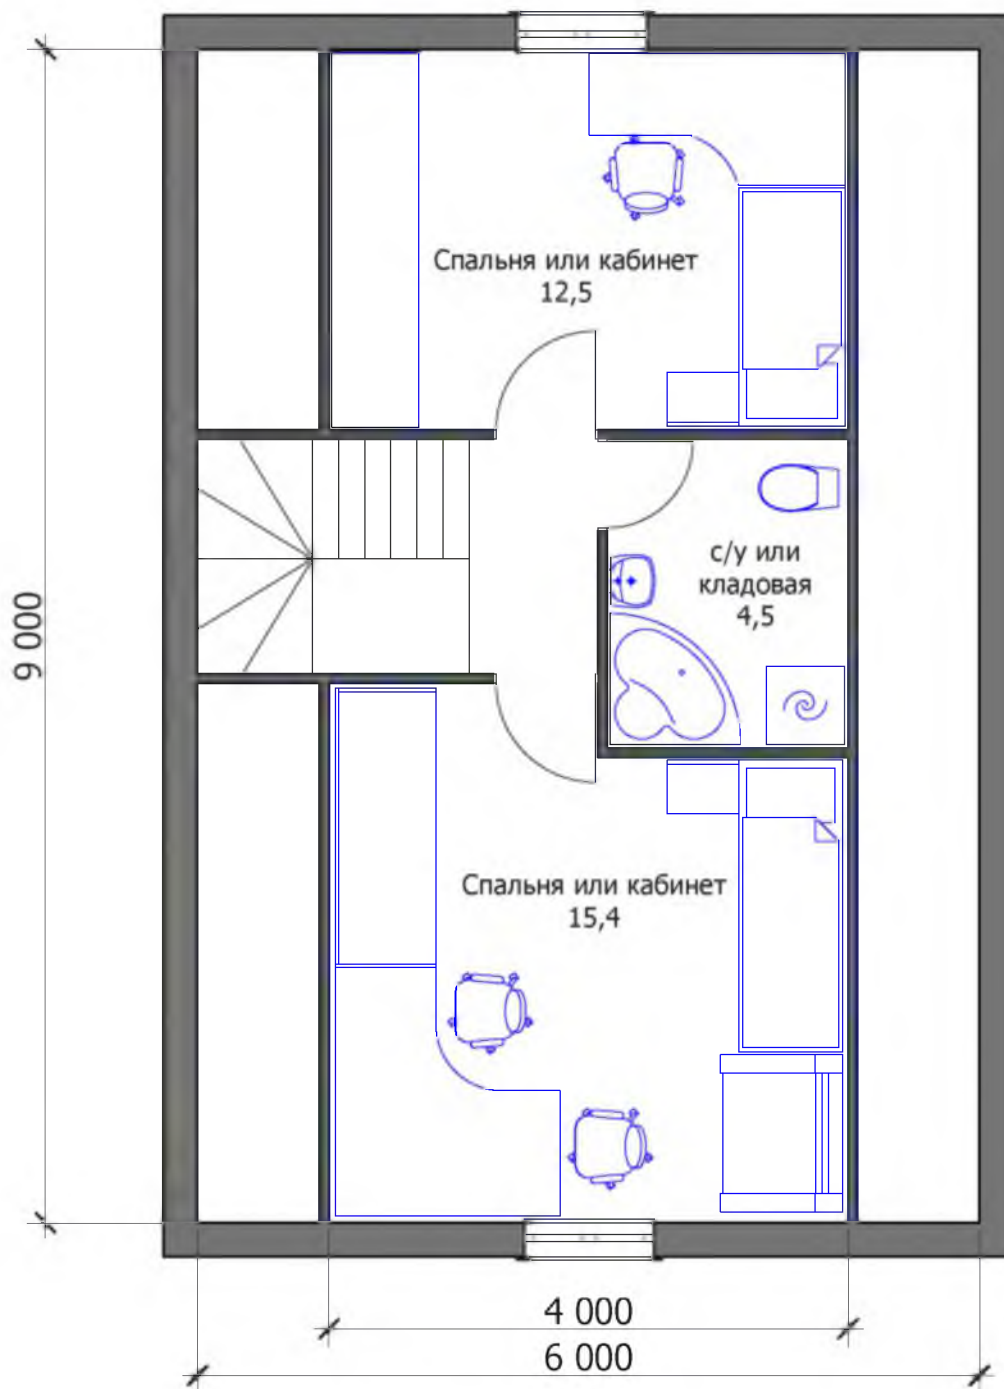 Спальня или кабинет
12,5
с/у или
кладовая
4,5
9 000
Спальня или кабинет
15,4
4 000
6 000